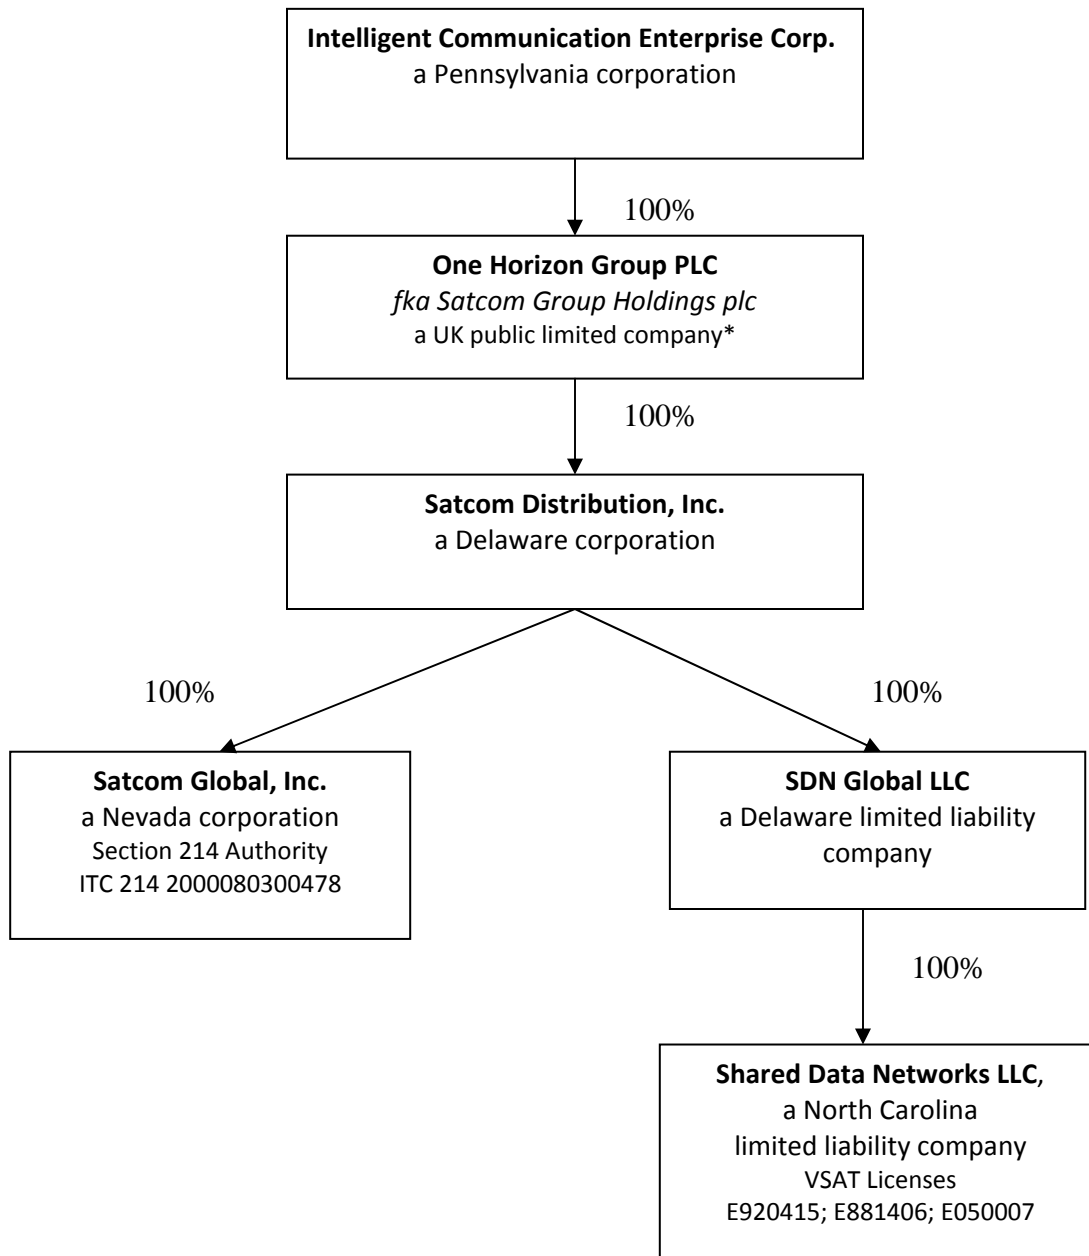 Intelligent Communication Enterprise Corp.
a Pennsylvania corporation
100%
One Horizon Group PLC
fka Satcom Group Holdings plc
a UK public limited company*
100%
Satcom Distribution, Inc.
a Delaware corporation
100%
100%
Satcom Global, Inc.
a Nevada corporation
Section 214 Authority
ITC 214 2000080300478
SDN Global LLC
a Delaware limited liability
company
100%
Shared Data Networks LLC,
a North Carolina
limited liability company
VSAT Licenses
E920415; E881406; E050007